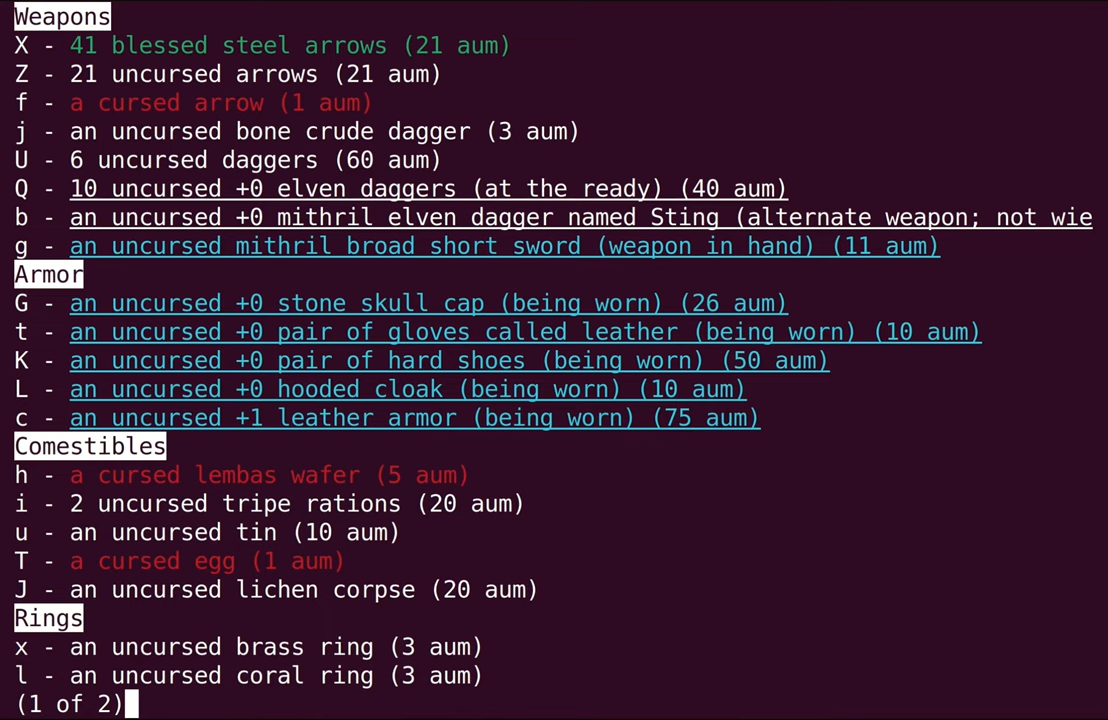 Weapons
X - 41 blessed steel arrows (21 aum)
Z - 21 uncursed arrows (21 aum)
f - a cursed arrow (1 aum)
j - an uncursed bone crude dagger (3 aum)
U - 6 uncursed daggers (60 aum)
Q - 10 uncursed +0 elven daggers (at the ready) (40 aum)
b - an uncursed +0 mithril elven dagger named Sting (alternate weapon; not wie
g - an uncursed mithril broad short sword (weapon in hand) (11 aum)
Armor
G - an uncursed +0 stone skull cap (being worn) (26 aum)
t - an uncursed +0 pair of gloves called leather (being worn) (10 aum)
K - an uncursed +0 pair of hard shoes (being worn) (50 aum)
L - an uncursed +0 hooded cloak (being worn) (10 aum)
c - an uncursed +1 leather armor (being worn) (75 aum)
Comestibles
h - a cursed lembas wafer (5 aum)
i - 2 uncursed tripe rations (20 aum)
u - an uncursed tin (10 aum)
T - a cursed egg (1 aum)
J - an uncursed lichen corpse (20 aum)
Rings
x - an uncursed brass ring (3 aum)
l - an uncursed coral ring (3 aum)
(1 of 2)